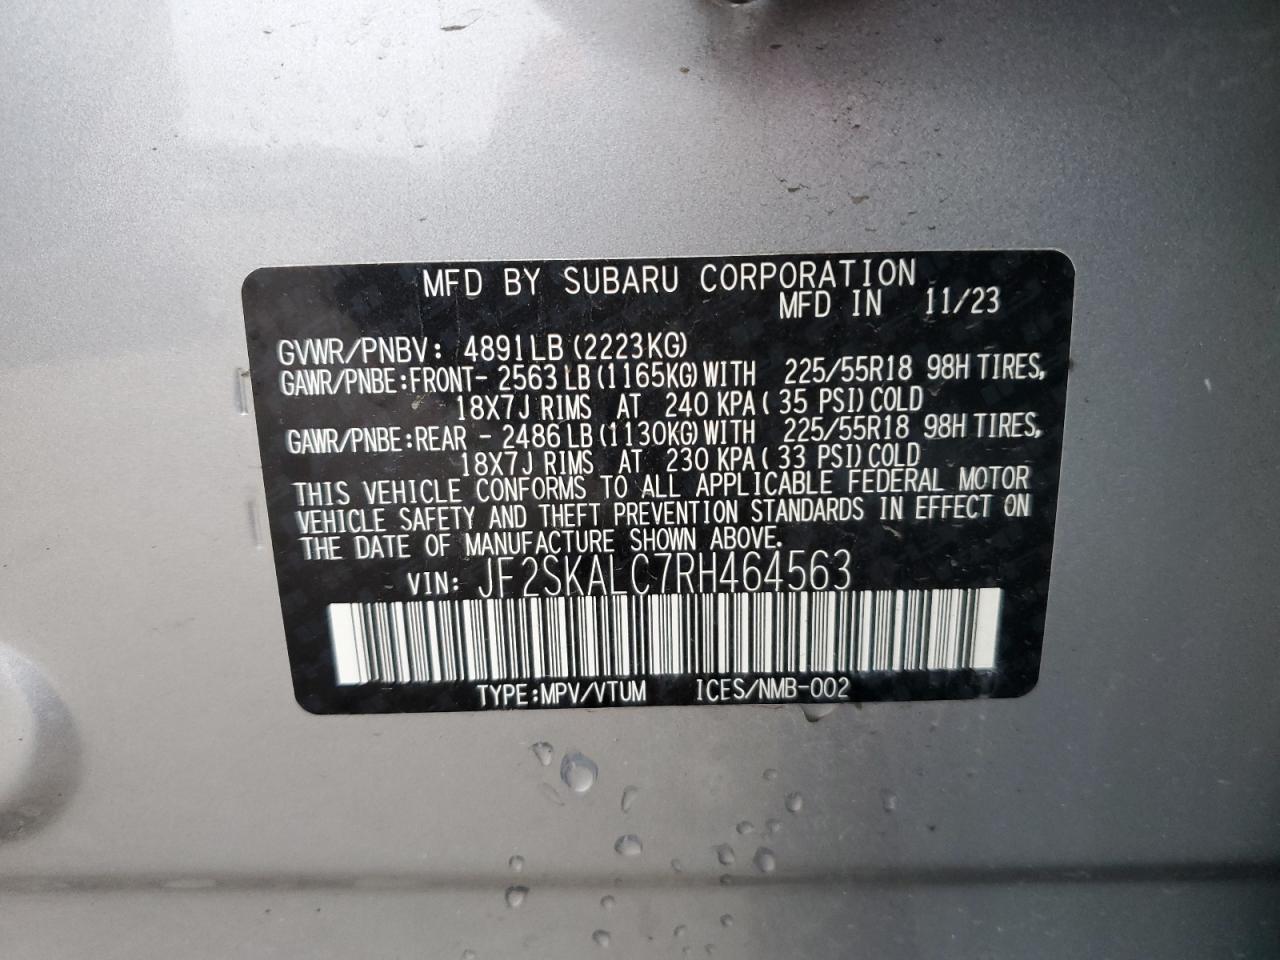 MFD BY SUBARU CORPORATION
MFD IN 11/23
GVWR/PNBV: 4891LB (2223KG)
GAWR/PNBE:FRONT- 2563LB (1165KG)WITH 225/55R18 98H TIRES,
18X7J RIMS AT 240 KPA( 35 PSI)COLD
GAWR/PNBE:REAR - 2486LB (1130KG)WITH 225/55R18 98H TIRES,
18X7J RIMS AT 230 KPA( 33 PSI)COLD
THIS VEHICLE CONFORMS TO ALL APPLICABLE FEDERAL MOTOR
VEHICLE SAFETY AND THEFT PREVENTION STANDARDS IN EFFECT ON
THE DATE OF MANUFACTURE SHOWN ABOVE.
VIN: JF2SKALC7RH464563
TYPE:MPV/VTUM ICES/NMB-002